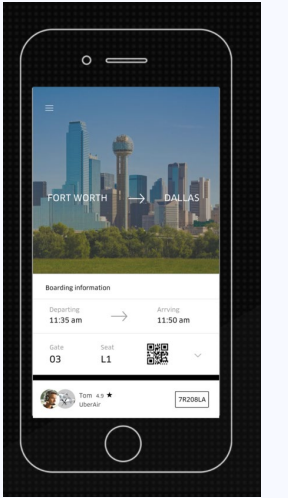 FORT WORTH → DALLAS
Boarding information
Departing Arrving
11:35 am → 11:50 am
Gate Seat
03 L1
Tom 4.9 ★
UberAir
7R208LA